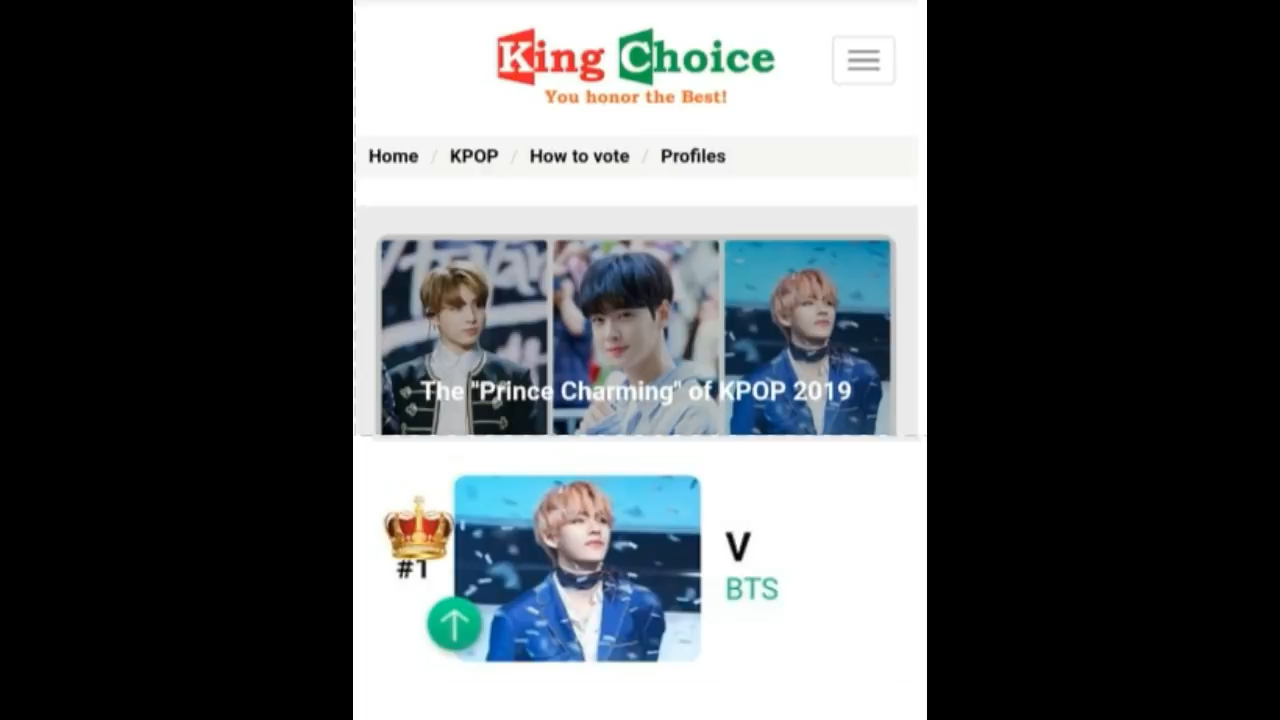 King Choice
You honor the Best!
Home / KPOP / How to vote / Profiles
The "Prince Charming" of KPOP 2019
#1
V
BTS